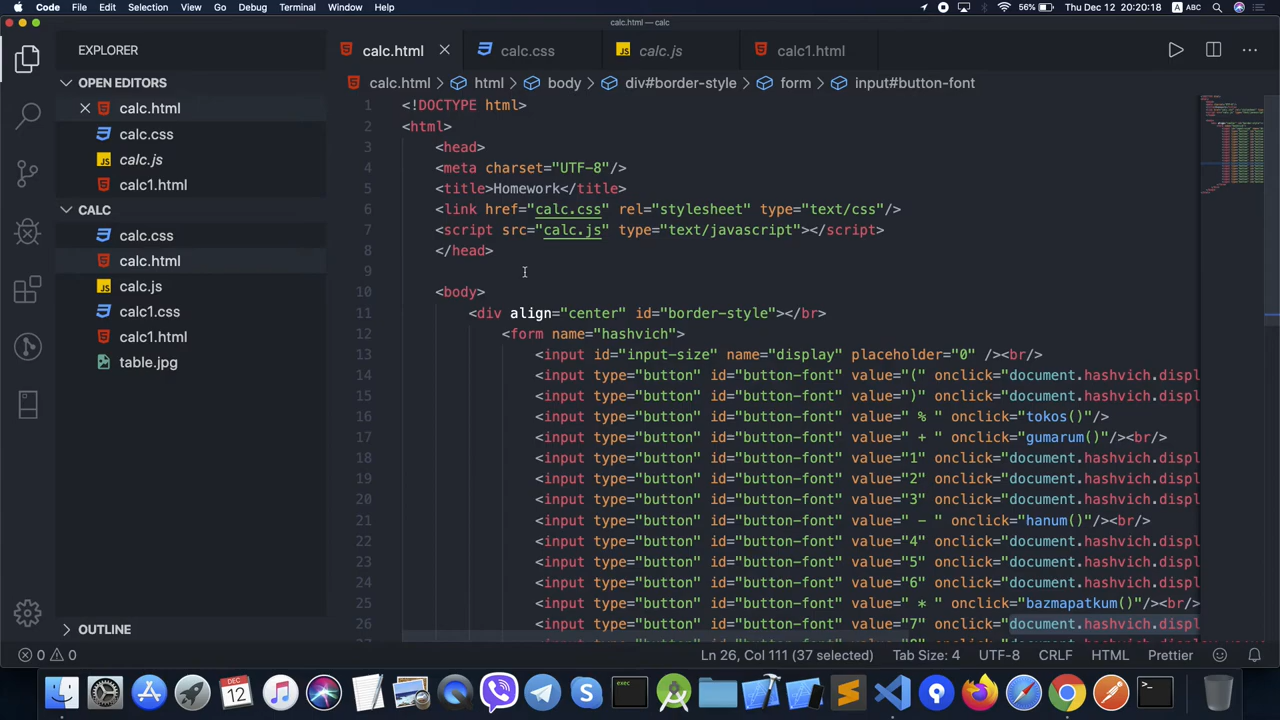 Code File Edit Selection View Go Debug Terminal Window Help 56% Thu Dec 12 20:20:18 A ABC
calc.html — calc
EXPLORER
OPEN EDITORS
calc.html
calc.css
calc.js
calc1.html
CALC
calc.css
calc.html
JS calc.js
calc1.css
calc1.html
table.jpg
OUTLINE
calc.html calc.css JS calc.js calc1.html
calc.html > html > body > div#border-style > form > input#button-font
1 <!DOCTYPE html>
2 <html>
3 <head>
4 <meta charset="UTF-8"/>
5 <title>Homework</title>
6 <link href="calc.css" rel="stylesheet" type="text/css"/>
7 <script src="calc.js" type="text/javascript"></script>
8 </head>
9
10 <body>
11 <div align="center" id="border-style"></br>
12 <form name="hashvich">
13 <input id="input-size" name="display" placeholder="0" /><br/>
14 <input type="button" id="button-font" value="(" onclick="document.hashvich.displ
15 <input type="button" id="button-font" value=")" onclick="document.hashvich.displ
16 <input type="button" id="button-font" value=" % " onclick="tokos()"/>
17 <input type="button" id="button-font" value=" + " onclick="gumarum()"/><br/>
18 <input type="button" id="button-font" value="1" onclick="document.hashvich.displ
19 <input type="button" id="button-font" value="2" onclick="document.hashvich.displ
20 <input type="button" id="button-font" value="3" onclick="document.hashvich.displ
21 <input type="button" id="button-font" value=" - " onclick="hanum()"/><br/>
22 <input type="button" id="button-font" value="4" onclick="document.hashvich.displ
23 <input type="button" id="button-font" value="5" onclick="document.hashvich.displ
24 <input type="button" id="button-font" value="6" onclick="document.hashvich.displ
25 <input type="button" id="button-font" value=" * " onclick="bazmapatkum()"/><br/>
26 <input type="button" id="button-font" value="7" onclick="document.hashvich.displ
0 0 Ln 26, Col 111 (37 selected) Tab Size: 4 UTF-8 CRLF HTML Prettier
DEC
12
exec